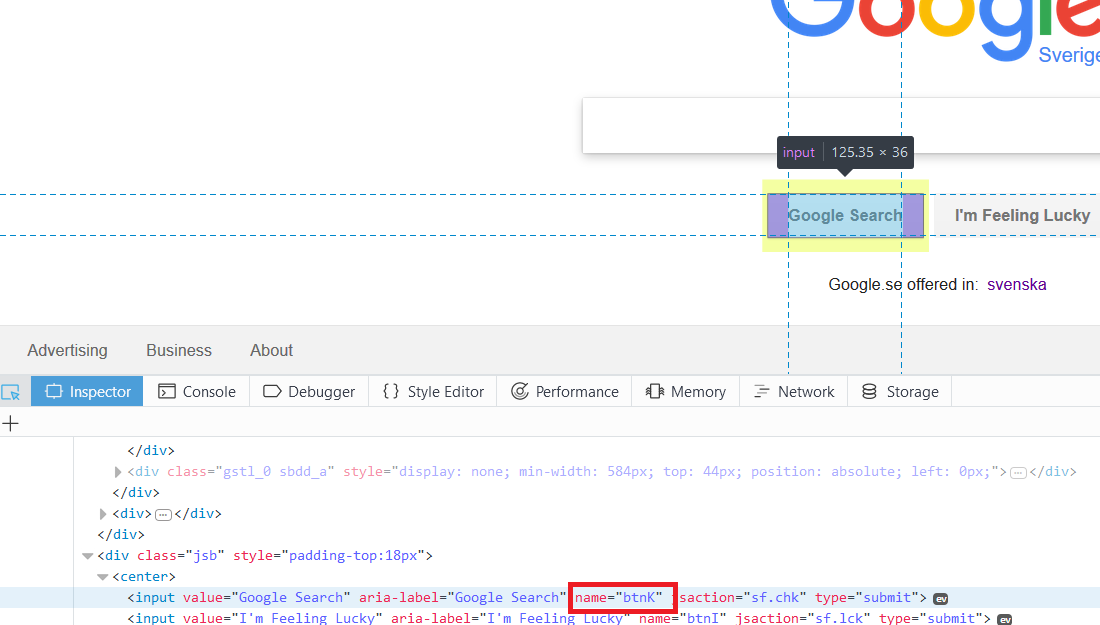 Google
Sverige
input 125.35 × 36
Google Search I'm Feeling Lucky
Google.se offered in: svenska
Advertising Business About
Inspector Console Debugger {} Style Editor Performance Memory Network Storage
+
</div>
<div class="gstl_0 sbdd_a" style="display: none; min-width: 584px; top: 44px; position: absolute; left: 0px;"></div>
</div>
<div></div>
</div>
<div class="jsb" style="padding-top:18px">
<center>
<input value="Google Search" aria-label="Google Search" name="btnK" jsaction="sf.chk" type="submit"> ev
<input value="I'm Feeling Lucky" aria-label="I'm Feeling Lucky" name="btnI" jsaction="sf.lck" type="submit"> ev